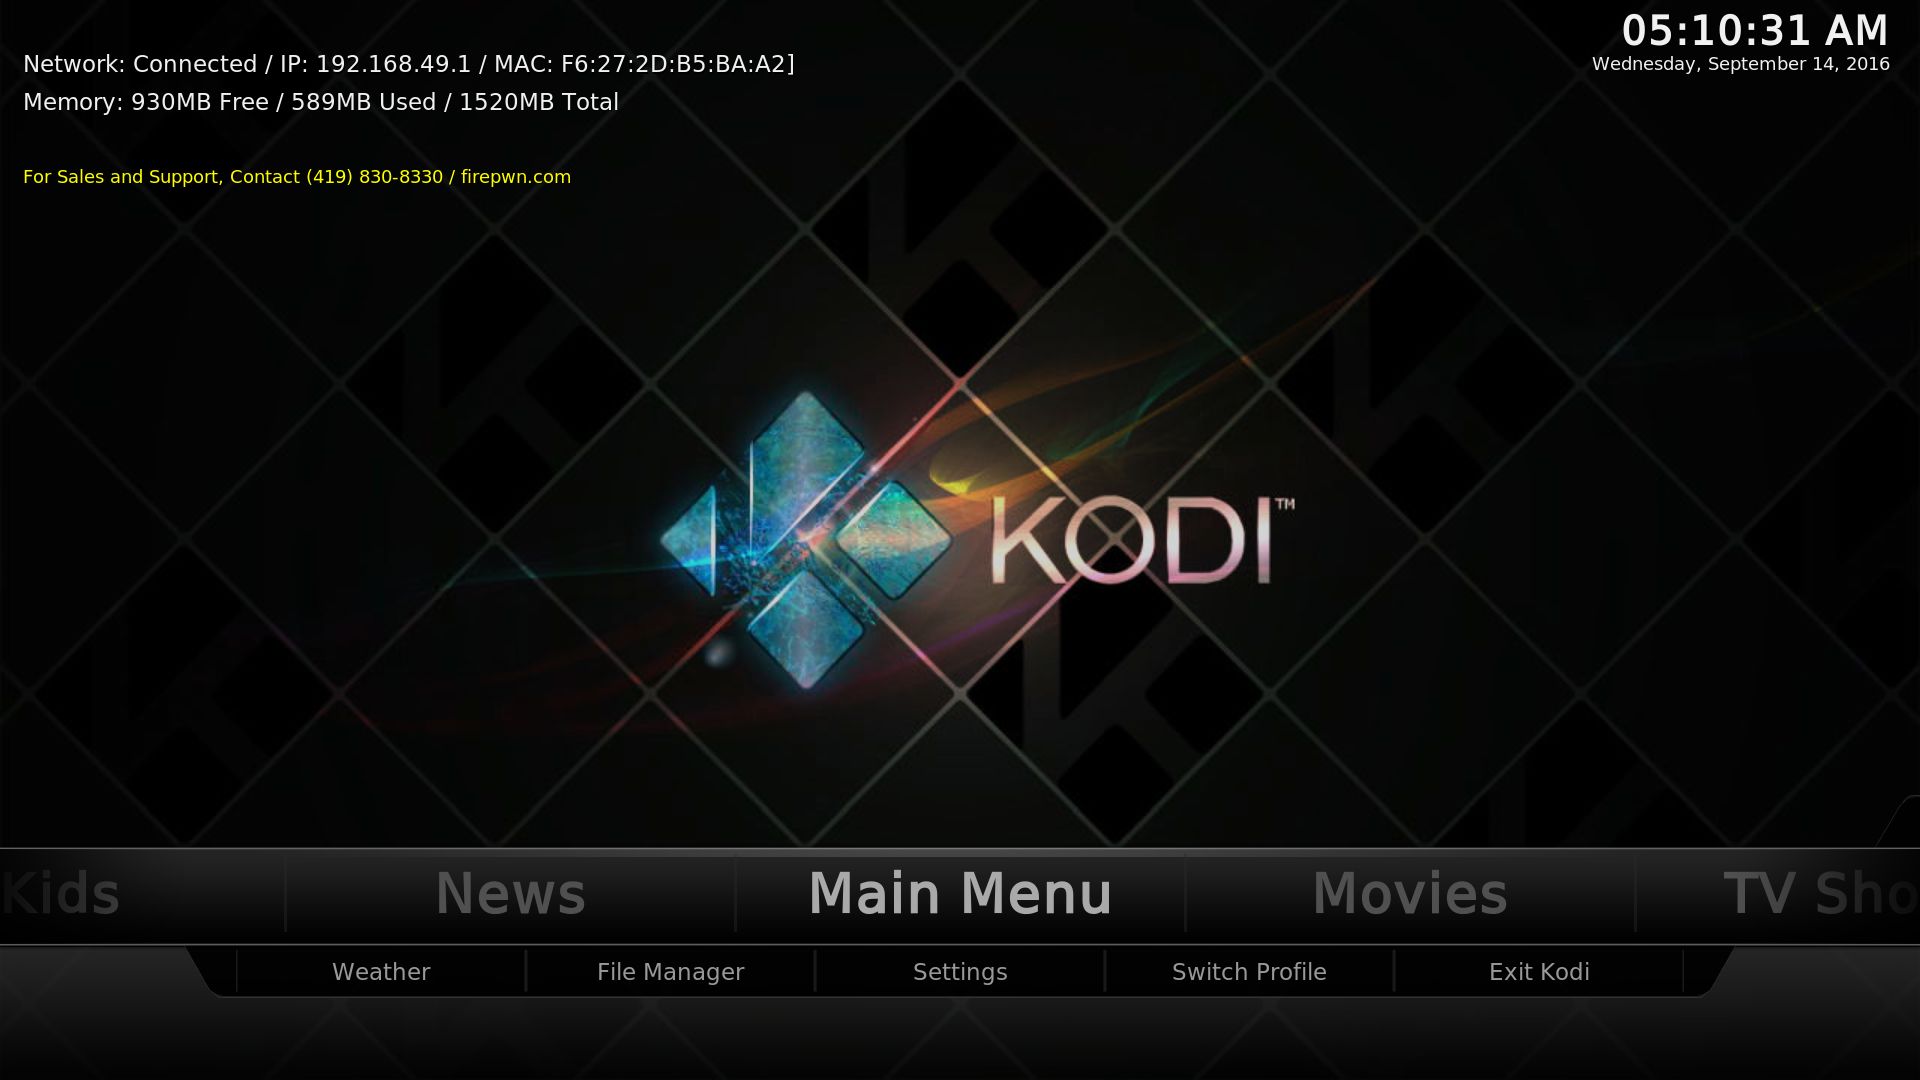 05:10:31 AM
Network: Connected / IP: 192.168.49.1 / MAC: F6:27:2D:B5:BA:A2]
Wednesday, September 14, 2016
Memory: 930MB Free / 589MB Used / 1520MB Total
For Sales and Support, Contact (419) 830-8330 / firepwn.com
KODI™
Kids News Main Menu Movies TV Sho
Weather File Manager Settings Switch Profile Exit Kodi